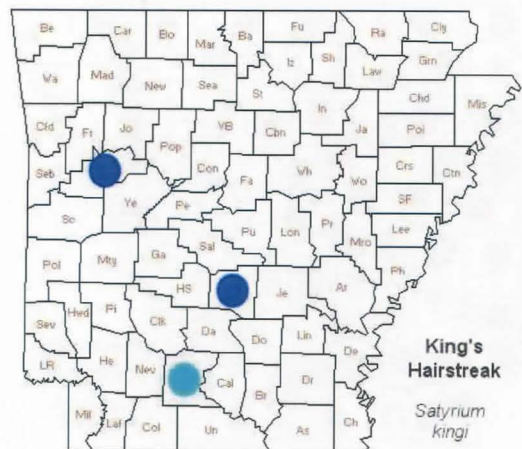 Be Car Bo Mar Ba Fu Ra Cly
Wa Mad New Sea St Iz Sh Law Grn
Cfd Fr Jo Pop VB Cbn In Ja Chd Mis
Poi
Seb Con Fa Wh Wo Crs Ctn
Sc Ye Pe SF
Pol Mty Ga Sal Pu Lon Pr Mro Lee
HS Je Ar Ph
Sev Hwd Pi Clk Da Do Lin De
LR He Nev Cal Br Dr
Mil Laf Col Un As Ch
King's
Hairstreak
Satyrium
kingi